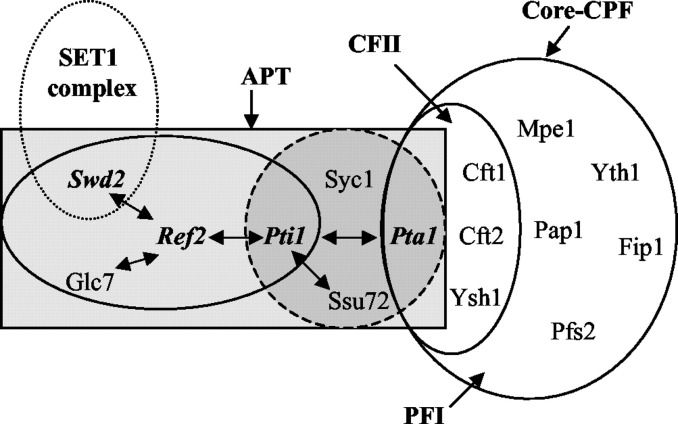 Core-CPF
SET1
complex
CFII
APT
Mpe1
Syc1
Cft1
Yth1
Swd2
Ref2
Pti1
Pta1
Cft2
Pap1
Fip1
Glc7
Ssu72
Ysh1
Pfs2
PFI